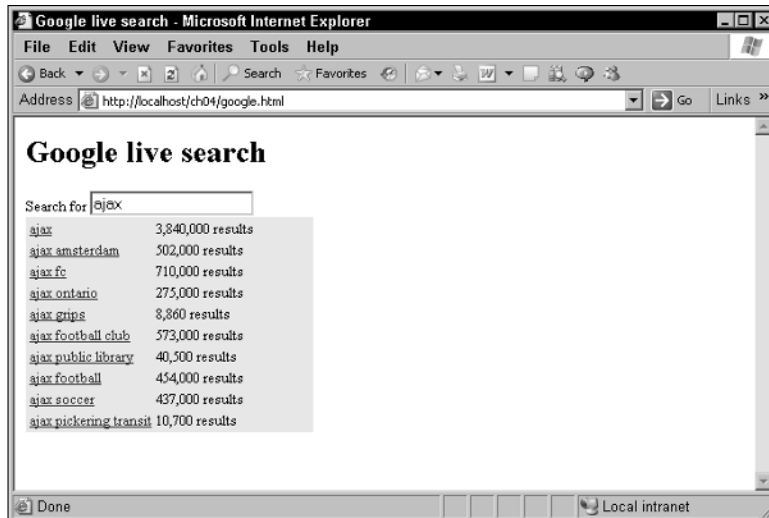 Google live search - Microsoft Internet Explorer
File Edit View Favorites Tools Help
Back Search Favorites
Address http://localhost/ch04/google.html Go Links »
Google live search
Search for ajax
ajax 3,840,000 results
ajax amsterdam 502,000 results
ajax fc 710,000 results
ajax ontario 275,000 results
ajax grips 8,860 results
ajax football club 573,000 results
ajax public library 40,500 results
ajax football 454,000 results
ajax soccer 437,000 results
ajax pickering transit 10,700 results
Done Local intranet